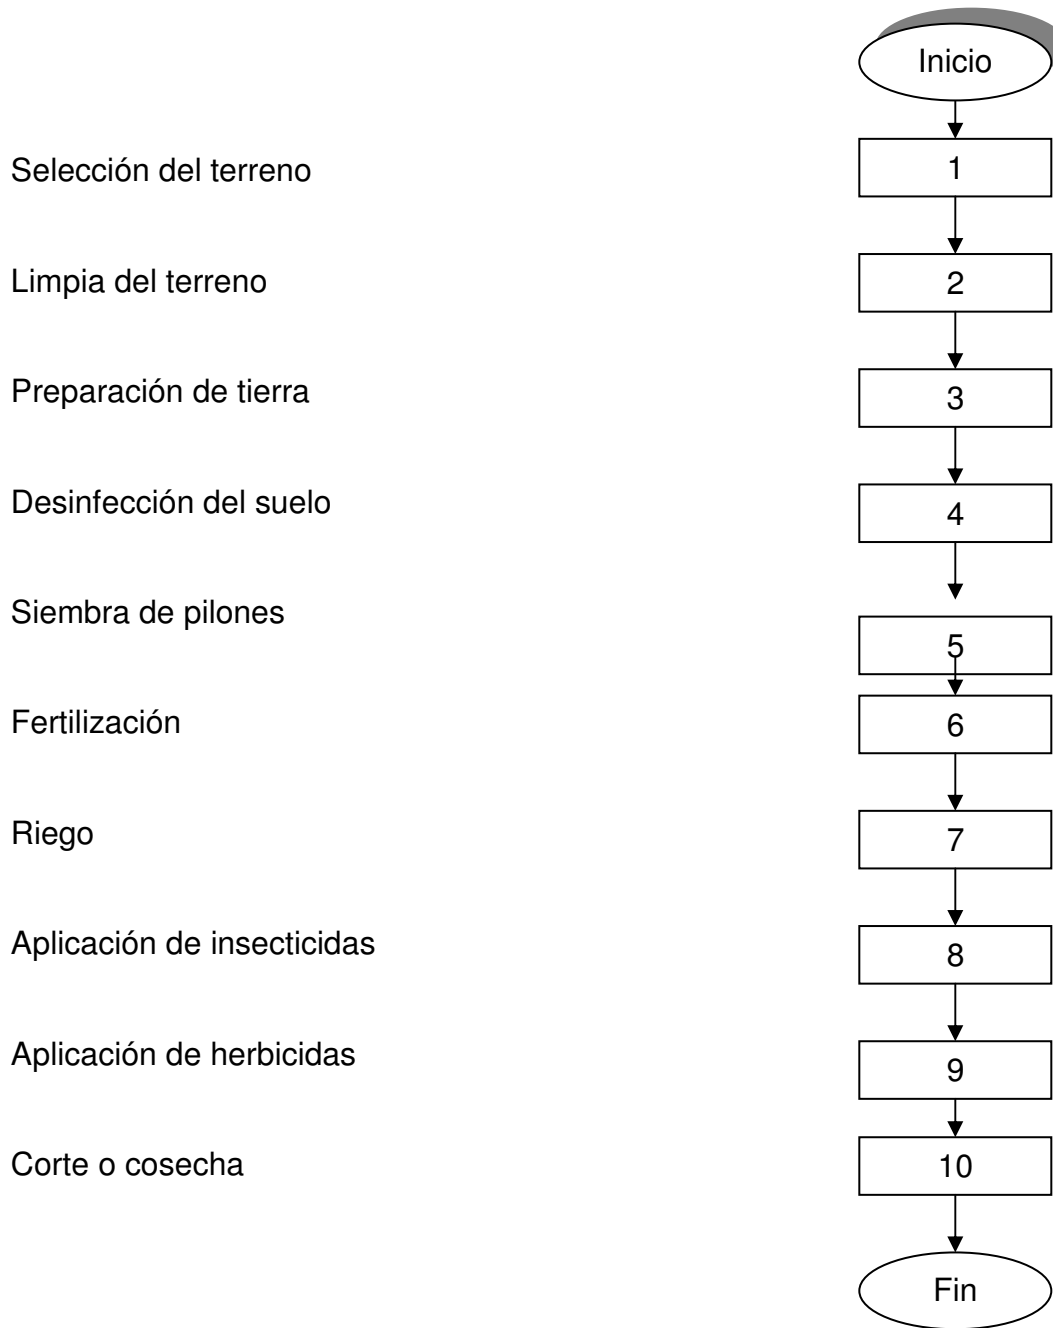 Inicio
Selección del terreno 1
Limpia del terreno 2
Preparación de tierra 3
Desinfección del suelo 4
Siembra de pilones 5
Fertilización 6
Riego 7
Aplicación de insecticidas 8
Aplicación de herbicidas 9
Corte o cosecha 10
Fin